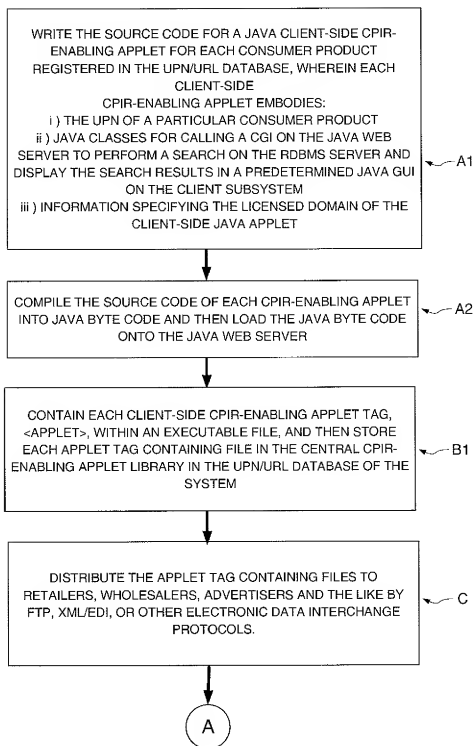 WRITE THE SOURCE CODE FOR A JAVA CLIENT-SIDE CPIR-
ENABLING APPLET FOR EACH CONSUMER PRODUCT
REGISTERED IN THE UPN/URL DATABASE, WHEREIN EACH
CLIENT-SIDE
CPIR-ENABLING APPLET EMBODIES:
i ) THE UPN OF A PARTICULAR CONSUMER PRODUCT
ii ) JAVA CLASSES FOR CALLING A CGI ON THE JAVA WEB
SERVER TO PERFORM A SEARCH ON THE RDBMS SERVER AND
DISPLAY THE SEARCH RESULTS IN A PREDETERMINED JAVA GUI
ON THE CLIENT SUBSYSTEM
iii ) INFORMATION SPECIFYING THE LICENSED DOMAIN OF THE
CLIENT-SIDE JAVA APPLET
A1
COMPILE THE SOURCE CODE OF EACH CPIR-ENABLING APPLET
INTO JAVA BYTE CODE AND THEN LOAD THE JAVA BYTE CODE
ONTO THE JAVA WEB SERVER
A2
CONTAIN EACH CLIENT-SIDE CPIR-ENABLING APPLET TAG,
<APPLET>, WITHIN AN EXECUTABLE FILE, AND THEN STORE
EACH APPLET TAG CONTAINING FILE IN THE CENTRAL CPIR-
ENABLING APPLET LIBRARY IN THE UPN/URL DATABASE OF THE
SYSTEM
B1
DISTRIBUTE THE APPLET TAG CONTAINING FILES TO
RETAILERS, WHOLESALERS, ADVERTISERS AND THE LIKE BY
FTP, XML/EDI, OR OTHER ELECTRONIC DATA INTERCHANGE
PROTOCOLS.
C
A